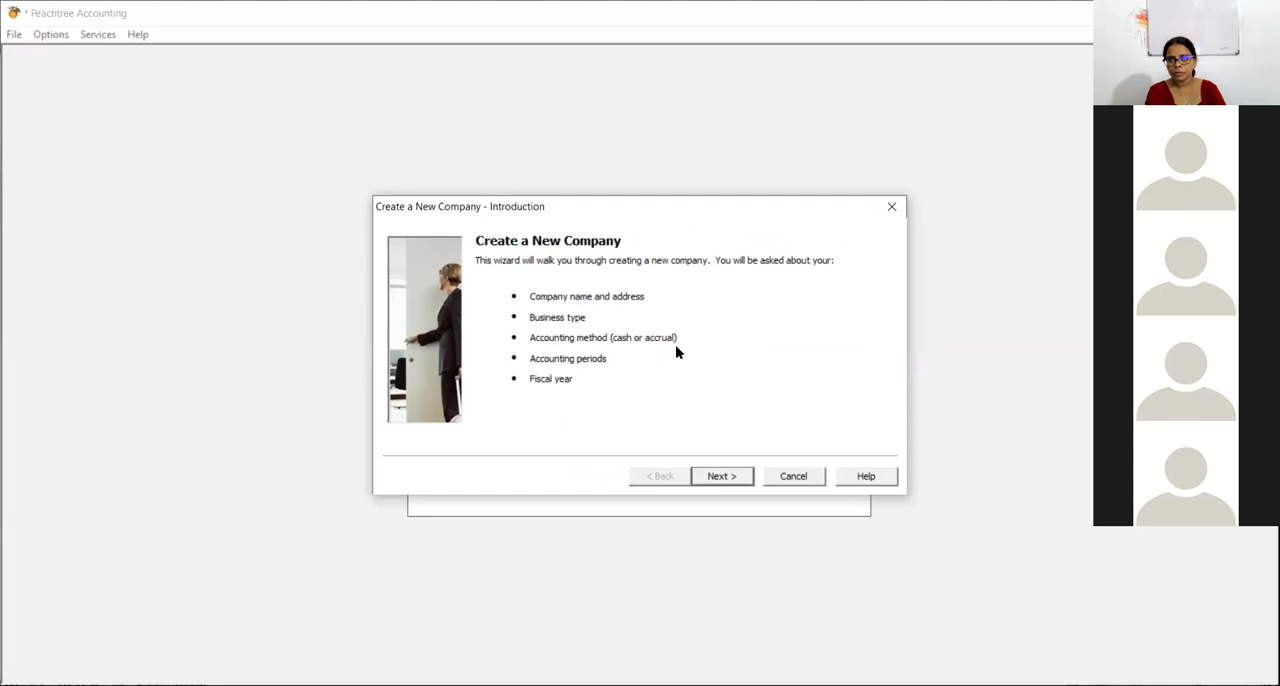 * Peachtree Accounting
File Options Services Help
Create a New Company - Introduction
Create a New Company
This wizard will walk you through creating a new company. You will be asked about your:
• Company name and address
• Business type
• Accounting method (cash or accrual)
• Accounting periods
• Fiscal year
< Back Next > Cancel Help